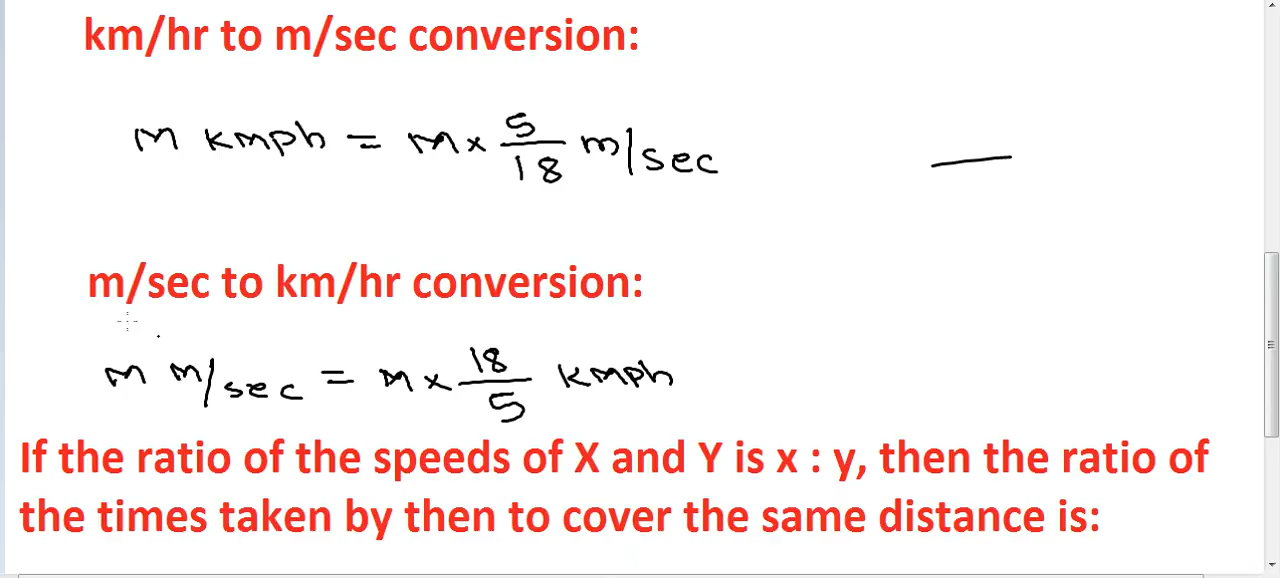 km/hr to m/sec conversion:
m kmph = m × 5/18 m/sec
m/sec to km/hr conversion:
m m/sec = m × 18/5 kmph
If the ratio of the speeds of X and Y is x : y, then the ratio of
the times taken by then to cover the same distance is: